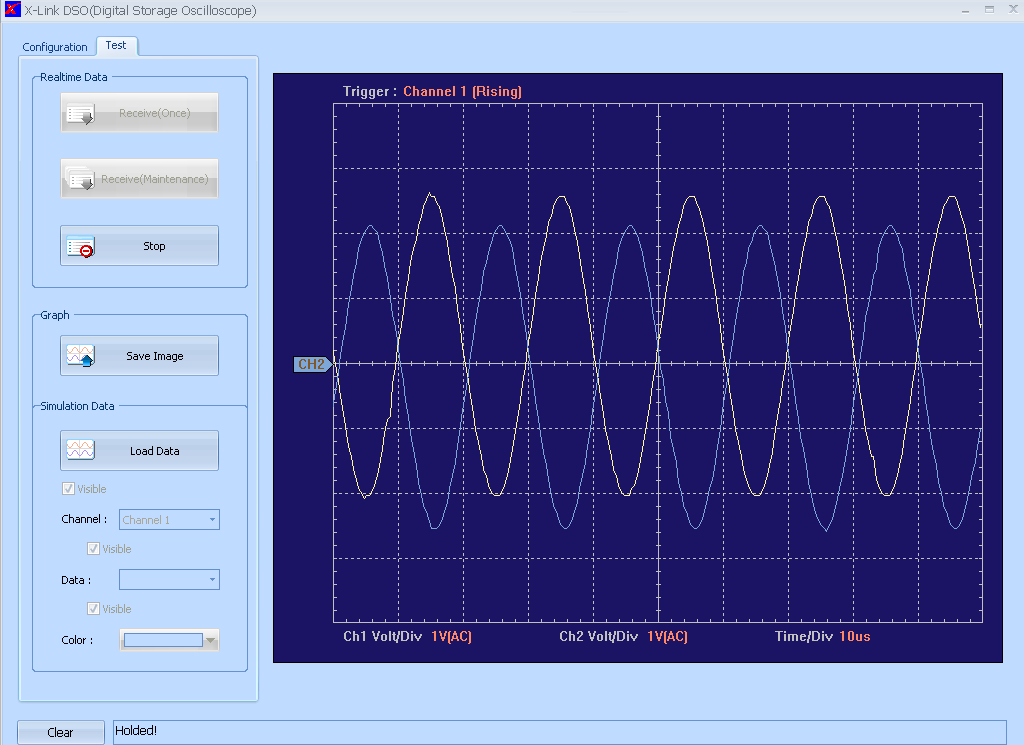 X-Link DSO(Digital Storage Oscilloscope)
Configuration
Test
Realtime Data
Receive(Once)
Receive(Maintenance)
Stop
Graph
Save Image
Simulation Data
Load Data
Visible
Channel :
Channel 1
Visible
Data :
Visible
Color :
Trigger : Channel 1 (Rising)
CH2
Ch1 Volt/Div 1V(AC)
Ch2 Volt/Div 1V(AC)
Time/Div 10us
Clear
Holded!